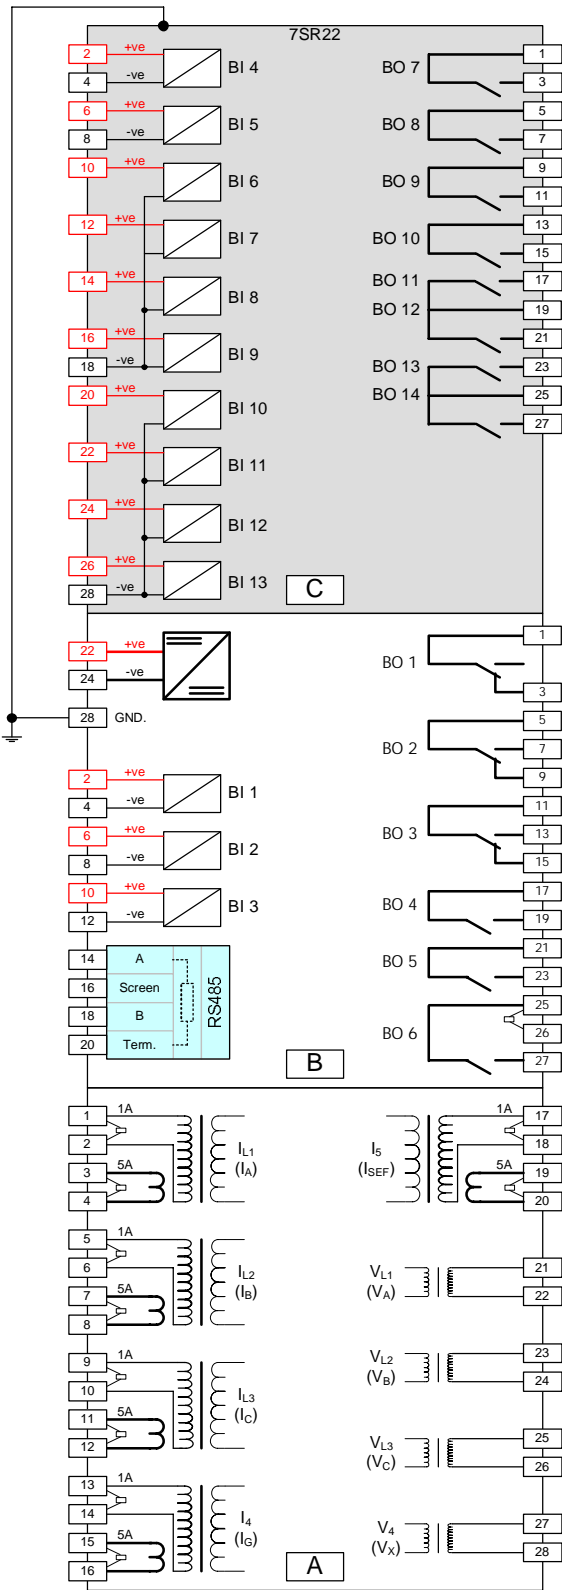 7SR22
2 +ve BI 4 BO 7 1
4 -ve 3
6 +ve BI 5 BO 8 5
8 -ve 7
10 +ve BI 6 BO 9 9
11
12 +ve BI 7 BO 10 13
15
14 +ve BI 8 BO 11 17
BO 12 19
16 +ve BI 9 21
18 -ve BO 13 23
20 +ve BI 10 BO 14 25
27
22 +ve BI 11
24 +ve BI 12
26 +ve BI 13
28 -ve C
22 +ve BO 1 1
24 -ve 3
28 GND.
BO 2 5
7
9
2 +ve BI 1
4 -ve
6 +ve BI 2
8 -ve
10 +ve BI 3
12 -ve
BO 3 11
13
15
BO 4 17
19
14 A RS485
16 Screen
18 B
20 Term.
BO 5 21
23
BO 6 25
26
27
B
1 1A IL1
2 (IA)
3 5A
4
I5 1A 17
(ISEF) 18
5A 19
20
5 1A IL2
6 (IB)
7 5A
8
VL1 21
(VA) 22
9 1A IL3
10 (IC)
11 5A
12
VL2 23
(VB) 24
VL3 25
(VC) 26
13 1A I4
14 (IG)
15 5A
16
V4 27
(VX) 28
A